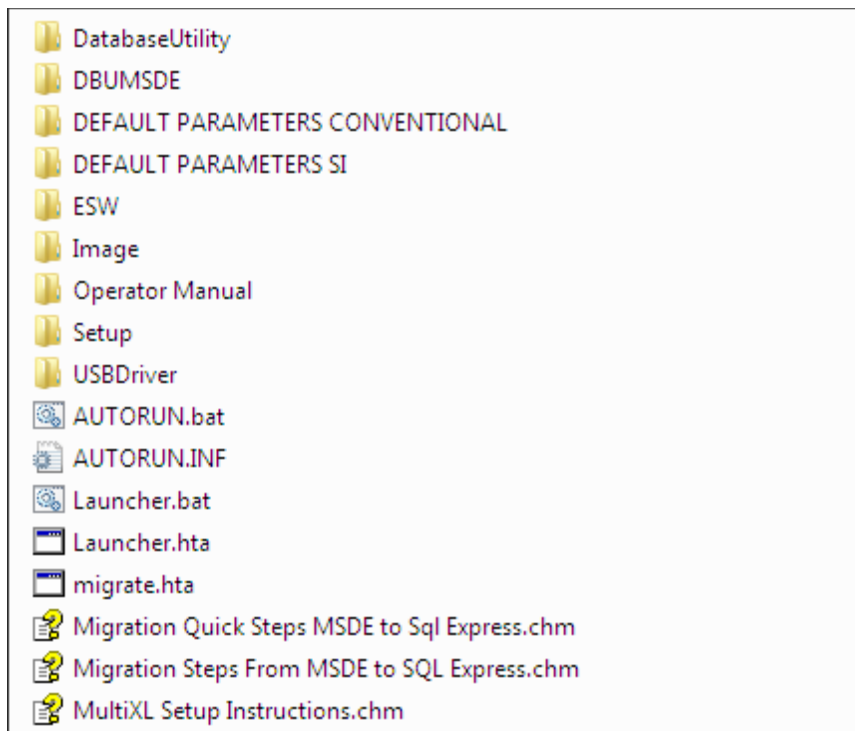 DatabaseUtility
DBUMSDE
DEFAULT PARAMETERS CONVENTIONAL
DEFAULT PARAMETERS SI
ESW
Image
Operator Manual
Setup
USBDriver
AUTORUN.bat
AUTORUN.INF
Launcher.bat
Launcher.hta
migrate.hta
Migration Quick Steps MSDE to Sql Express.chm
Migration Steps From MSDE to SQL Express.chm
MultiXL Setup Instructions.chm